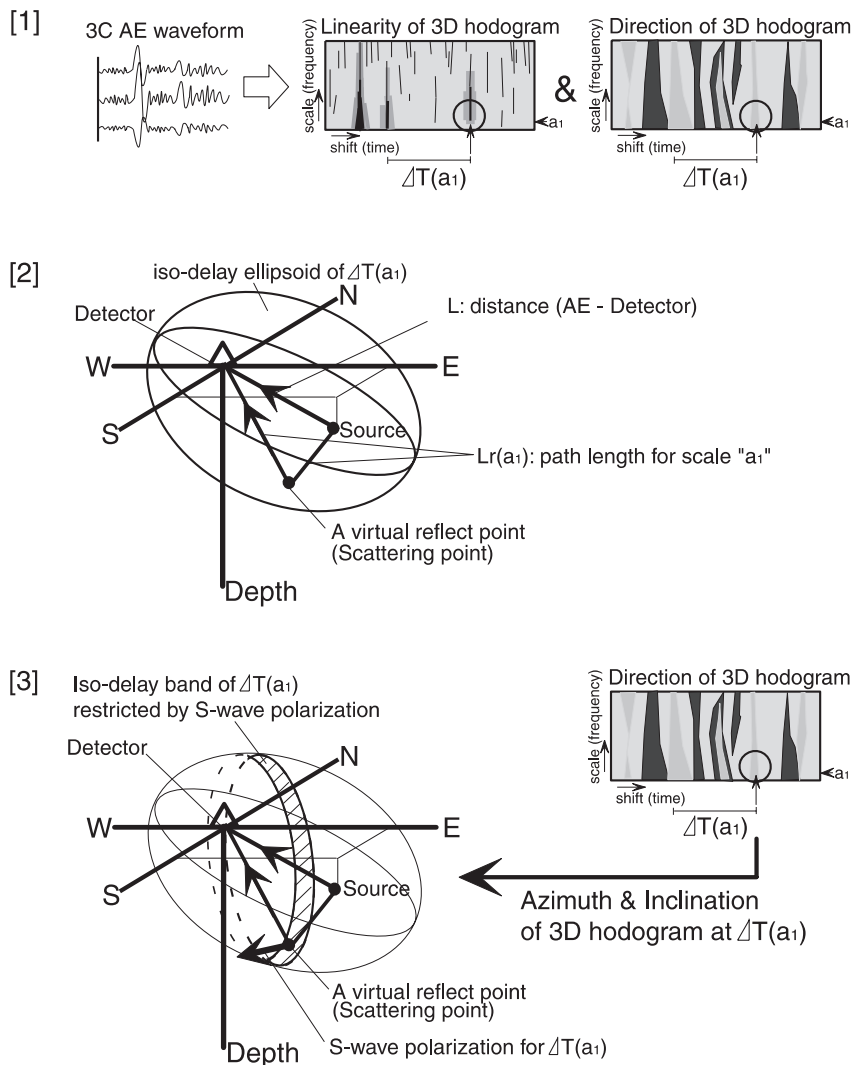 [1]
3C AE waveform
Linearity of 3D hodogram
scale (frequency)
shift (time)
a1
⊿T(a1)
&
Direction of 3D hodogram
scale (frequency)
shift (time)
a1
⊿T(a1)
[2]
iso-delay ellipsoid of ⊿T(a1)
Detector
N
L: distance (AE - Detector)
W
E
S
Source
Lr(a1): path length for scale "a1"
A virtual reflect point
(Scattering point)
Depth
[3]
Iso-delay band of ⊿T(a1)
restricted by S-wave polarization
Detector
N
W
E
S
Source
A virtual reflect point
(Scattering point)
S-wave polarization for ⊿T(a1)
Depth
Direction of 3D hodogram
scale (frequency)
shift (time)
a1
⊿T(a1)
Azimuth & Inclination
of 3D hodogram at ⊿T(a1)